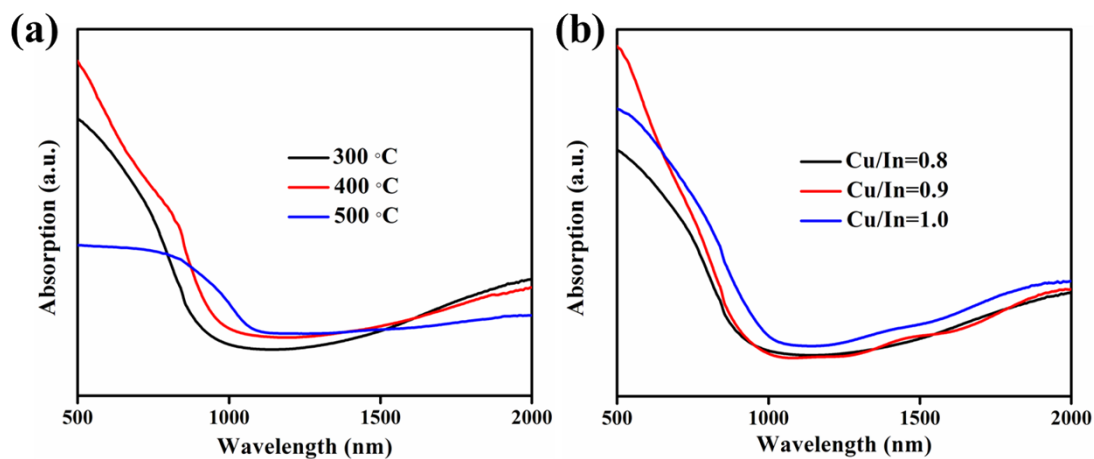 (a)
Absorption (a.u.)
300 °C
400 °C
500 °C
500 1000 1500 2000
Wavelength (nm)
(b)
Absorption (a.u.)
Cu/In=0.8
Cu/In=0.9
Cu/In=1.0
500 1000 1500 2000
Wavelength (nm)